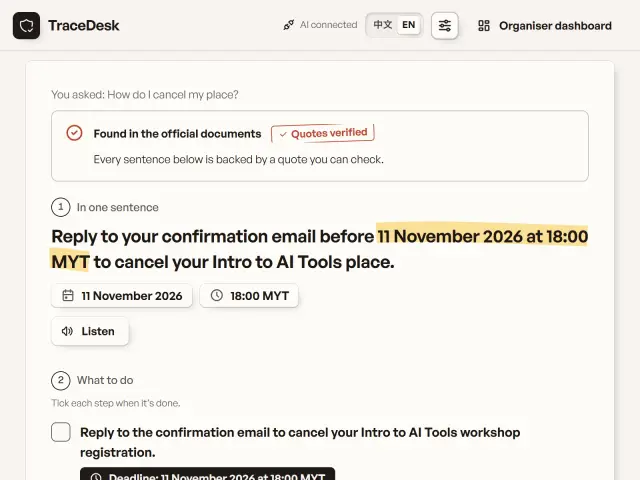 TraceDesk
AI connected
中文 EN
Organiser dashboard
You asked: How do I cancel my place?
Found in the official documents
Quotes verified
Every sentence below is backed by a quote you can check.
1 In one sentence
Reply to your confirmation email before 11 November 2026 at 18:00
MYT to cancel your Intro to AI Tools place.
11 November 2026
18:00 MYT
Listen
2 What to do
Tick each step when it's done.
Reply to the confirmation email to cancel your Intro to AI Tools workshop
registration.
Deadline: 11 November 2026 at 18:00 MYT